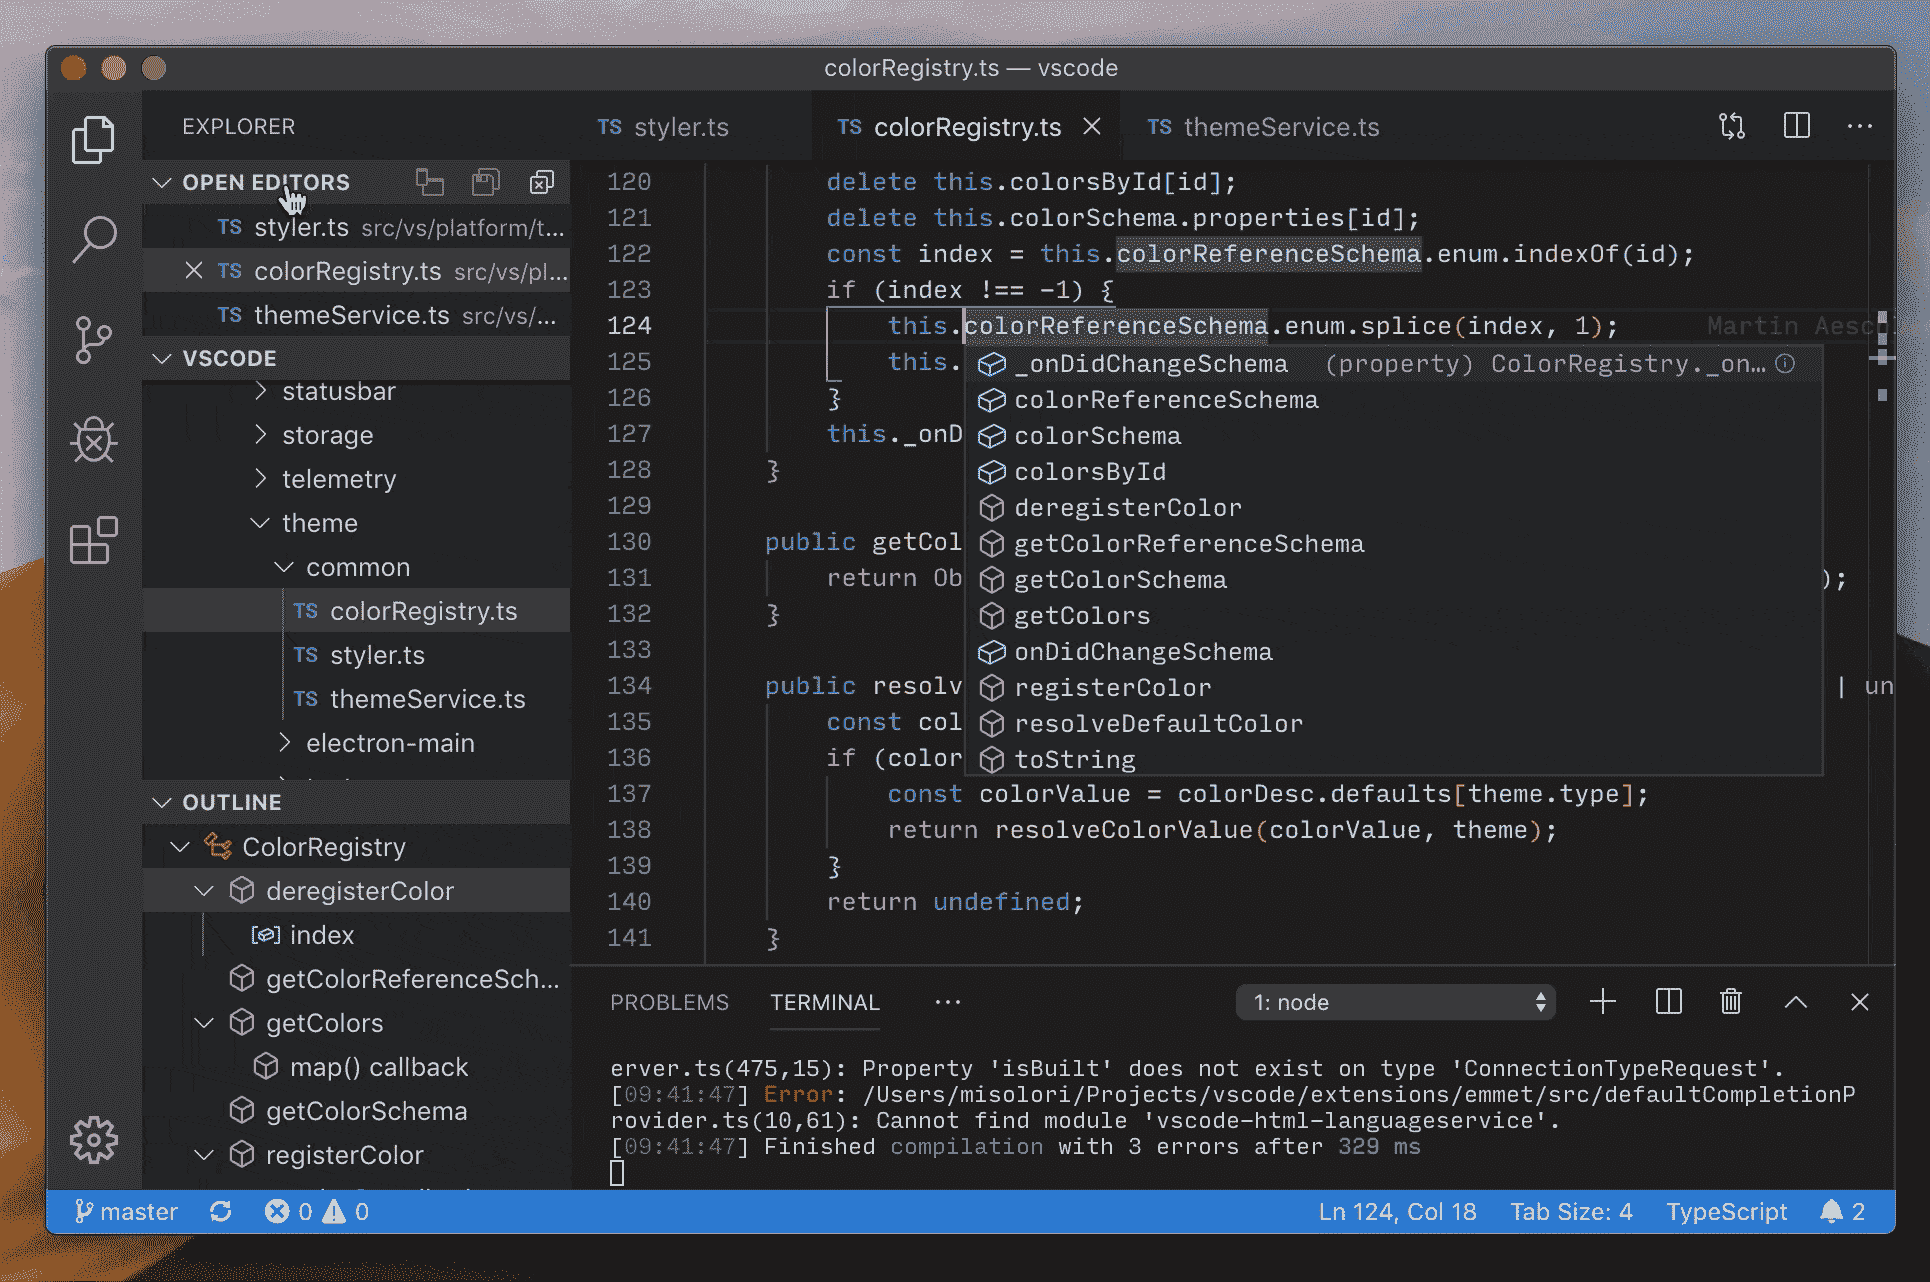 colorRegistry.ts — vscode
EXPLORER
OPEN EDITORS
TS styler.ts src/vs/platform/t...
TS colorRegistry.ts src/vs/pl...
TS themeService.ts src/vs/...
VSCODE
statusbar
storage
telemetry
theme
common
TS colorRegistry.ts
TS styler.ts
TS themeService.ts
electron-main
OUTLINE
ColorRegistry
deregisterColor
index
getColorReferenceSch...
getColors
map() callback
getColorSchema
registerColor
TS styler.ts
TS colorRegistry.ts
TS themeService.ts
120 delete this.colorsById[id];
121 delete this.colorSchema.properties[id];
122 const index = this.colorReferenceSchema.enum.indexOf(id);
123 if (index !== -1) {
124 this.colorReferenceSchema.enum.splice(index, 1); Martin Aesc
125 this.
126 }
127 this._onD
128 }
129
130 public getCol
131 return Ob );
132 }
133
134 public resolv | un
135 const col
136 if (color
137 const colorValue = colorDesc.defaults[theme.type];
138 return resolveColorValue(colorValue, theme);
139 }
140 return undefined;
141 }
_onDidChangeSchema (property) ColorRegistry._on...
colorReferenceSchema
colorSchema
colorsById
deregisterColor
getColorReferenceSchema
getColorSchema
getColors
onDidChangeSchema
registerColor
resolveDefaultColor
toString
PROBLEMS TERMINAL ...
1: node
erver.ts(475,15): Property 'isBuilt' does not exist on type 'ConnectionTypeRequest'.
[09:41:47] Error: /Users/misolori/Projects/vscode/extensions/emmet/src/defaultCompletionP
rovider.ts(10,61): Cannot find module 'vscode-html-languageservice'.
[09:41:47] Finished compilation with 3 errors after 329 ms
master 0 0 Ln 124, Col 18 Tab Size: 4 TypeScript 2